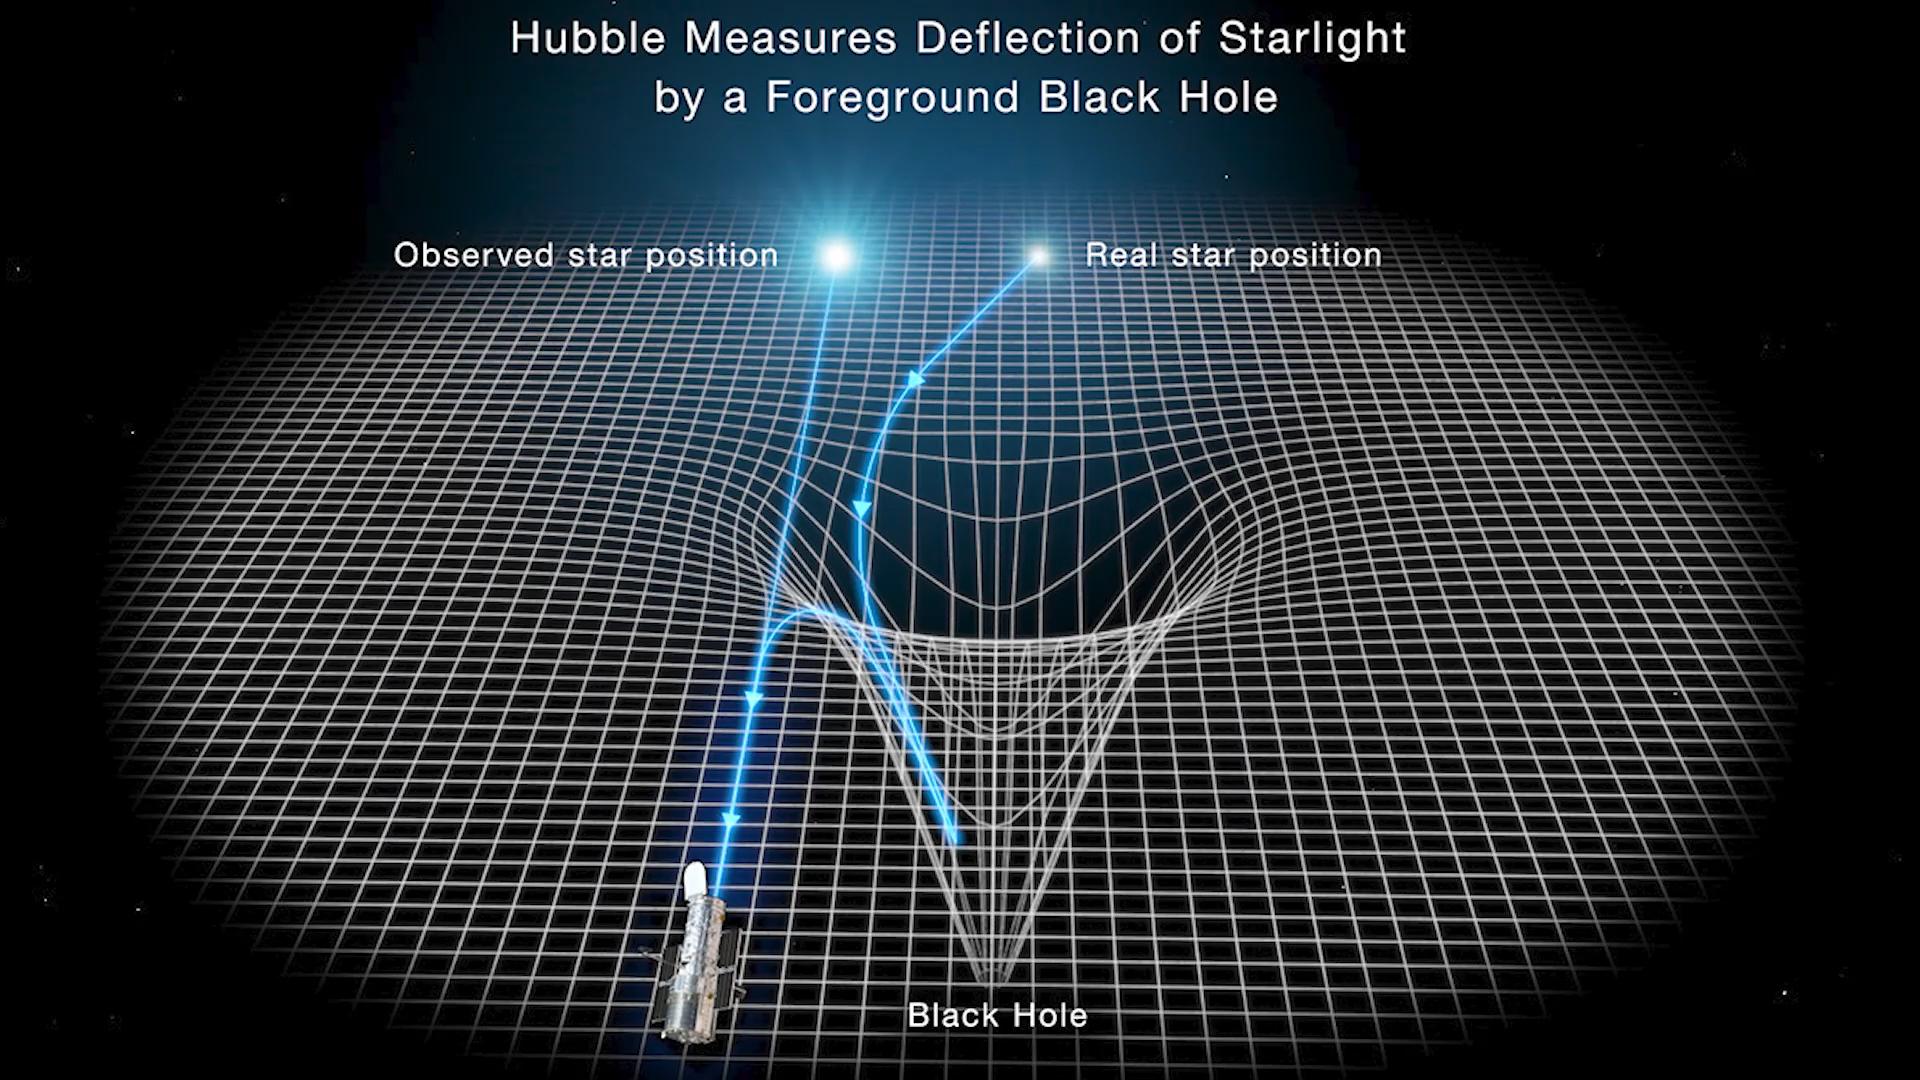 Hubble Measures Deflection of Starlight
by a Foreground Black Hole
Observed star position
Real star position
Black Hole